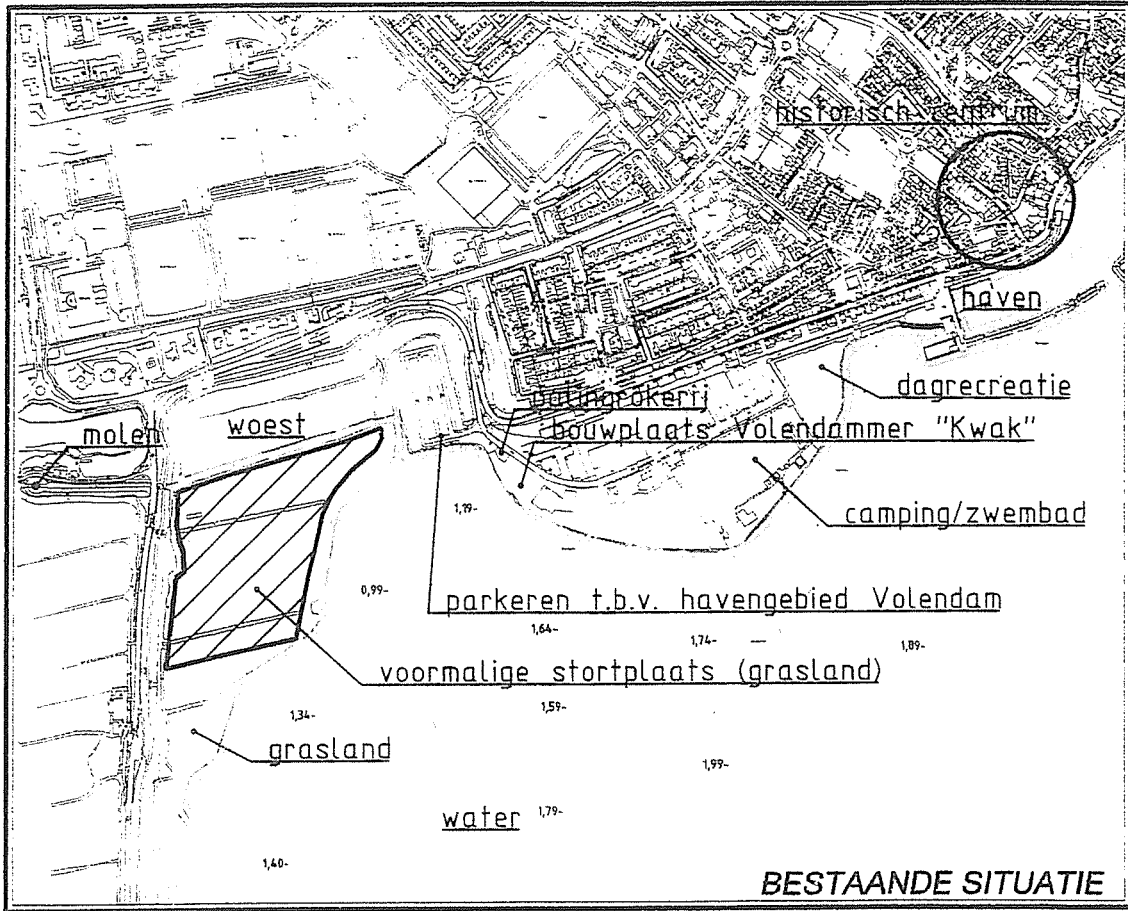 historisch centrum
haven
dagrecreatie
palingrokerij
molen
woest
bouwplaats Volendammer "Kwak"
1,19-
camping/zwembad
0,99-
parkeren t.b.v. havengebied Volendam
1,64-
1,74-
1,89-
voormalige stortplaats (grasland)
1,34-
1,59-
grasland
1,99-
water
1,79-
1,40-
BESTAANDE SITUATIE